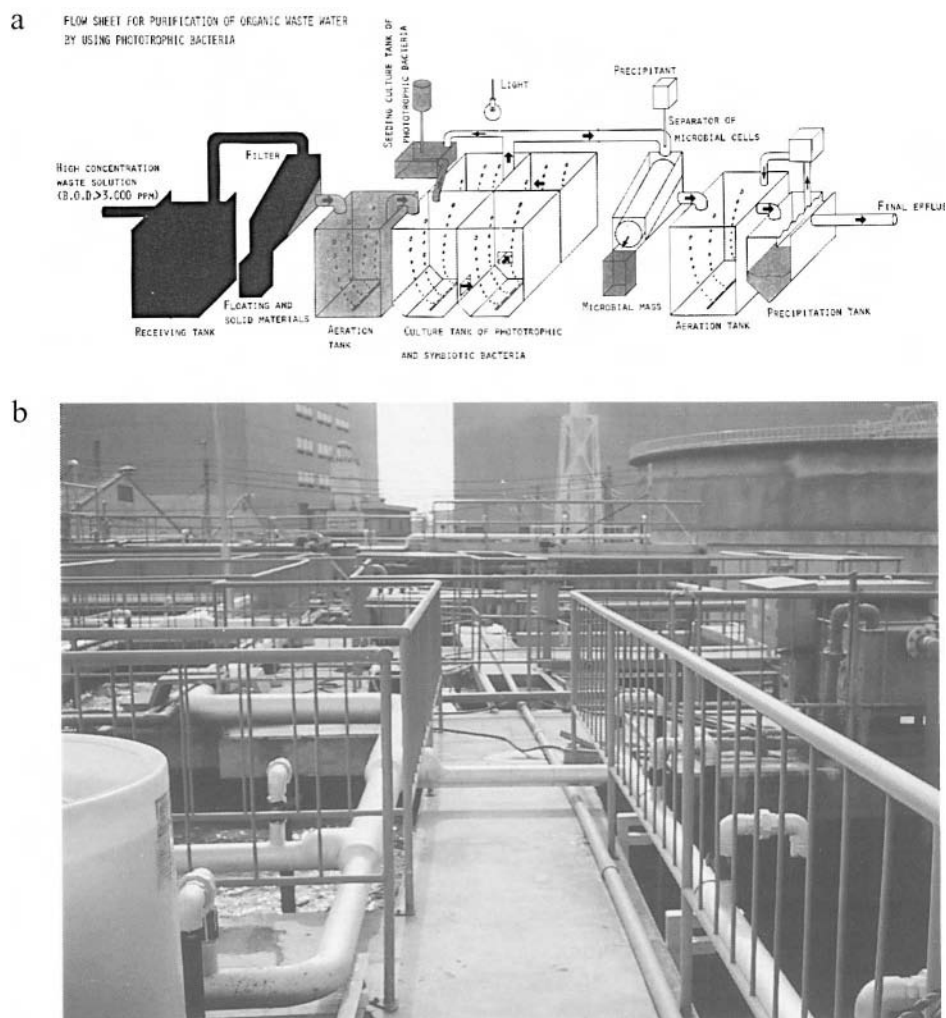 a
FLOW SHEET FOR PURIFICATION OF ORGANIC WASTE WATER
BY USING PHOTOTROPHIC BACTERIA
SEEDING CULTURE TANK OF
PHOTOTROPHIC BACTERIA
LIGHT
PRECIPITANT
SEPARATOR OF
MICROBIAL CELLS
FILTER
HIGH CONCENTRATION
WASTE SOLUTION
(B.O.D.>3.000 PPM)
FINAL EFFLUE
RECEIVING TANK
FLOATING AND
SOLID MATERIALS
AERATION
TANK
CULTURE TANK OF PHOTOTROPHIC
AND SYMBIOTIC BACTERIA
MICROBIAL MASS
AERATION TANK
PRECIPITATION TANK
b